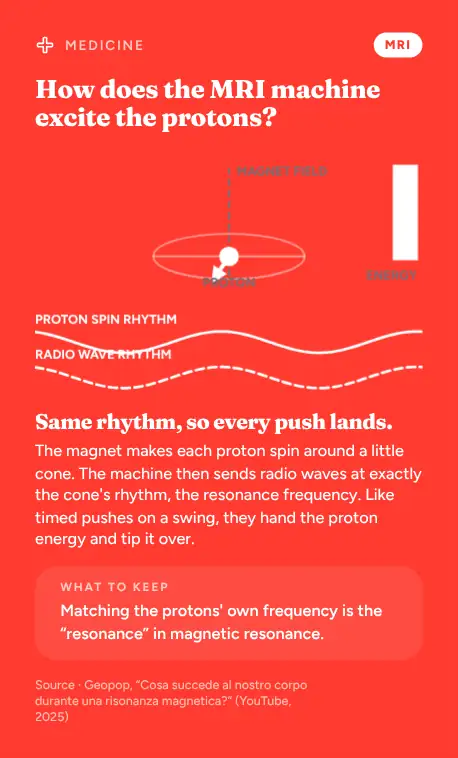 MEDICINE
MRI
How does the MRI machine
excite the protons?
MAGNET FIELD
PROTON
ENERGY
PROTON SPIN RHYTHM
RADIO WAVE RHYTHM
Same rhythm, so every push lands.
The magnet makes each proton spin around a little
cone. The machine then sends radio waves at exactly
the cone's rhythm, the resonance frequency. Like
timed pushes on a swing, they hand the proton
energy and tip it over.
WHAT TO KEEP
Matching the protons' own frequency is the
“resonance” in magnetic resonance.
Source · Geopop, “Cosa succede al nostro corpo
durante una risonanza magnetica?” (YouTube,
2025)